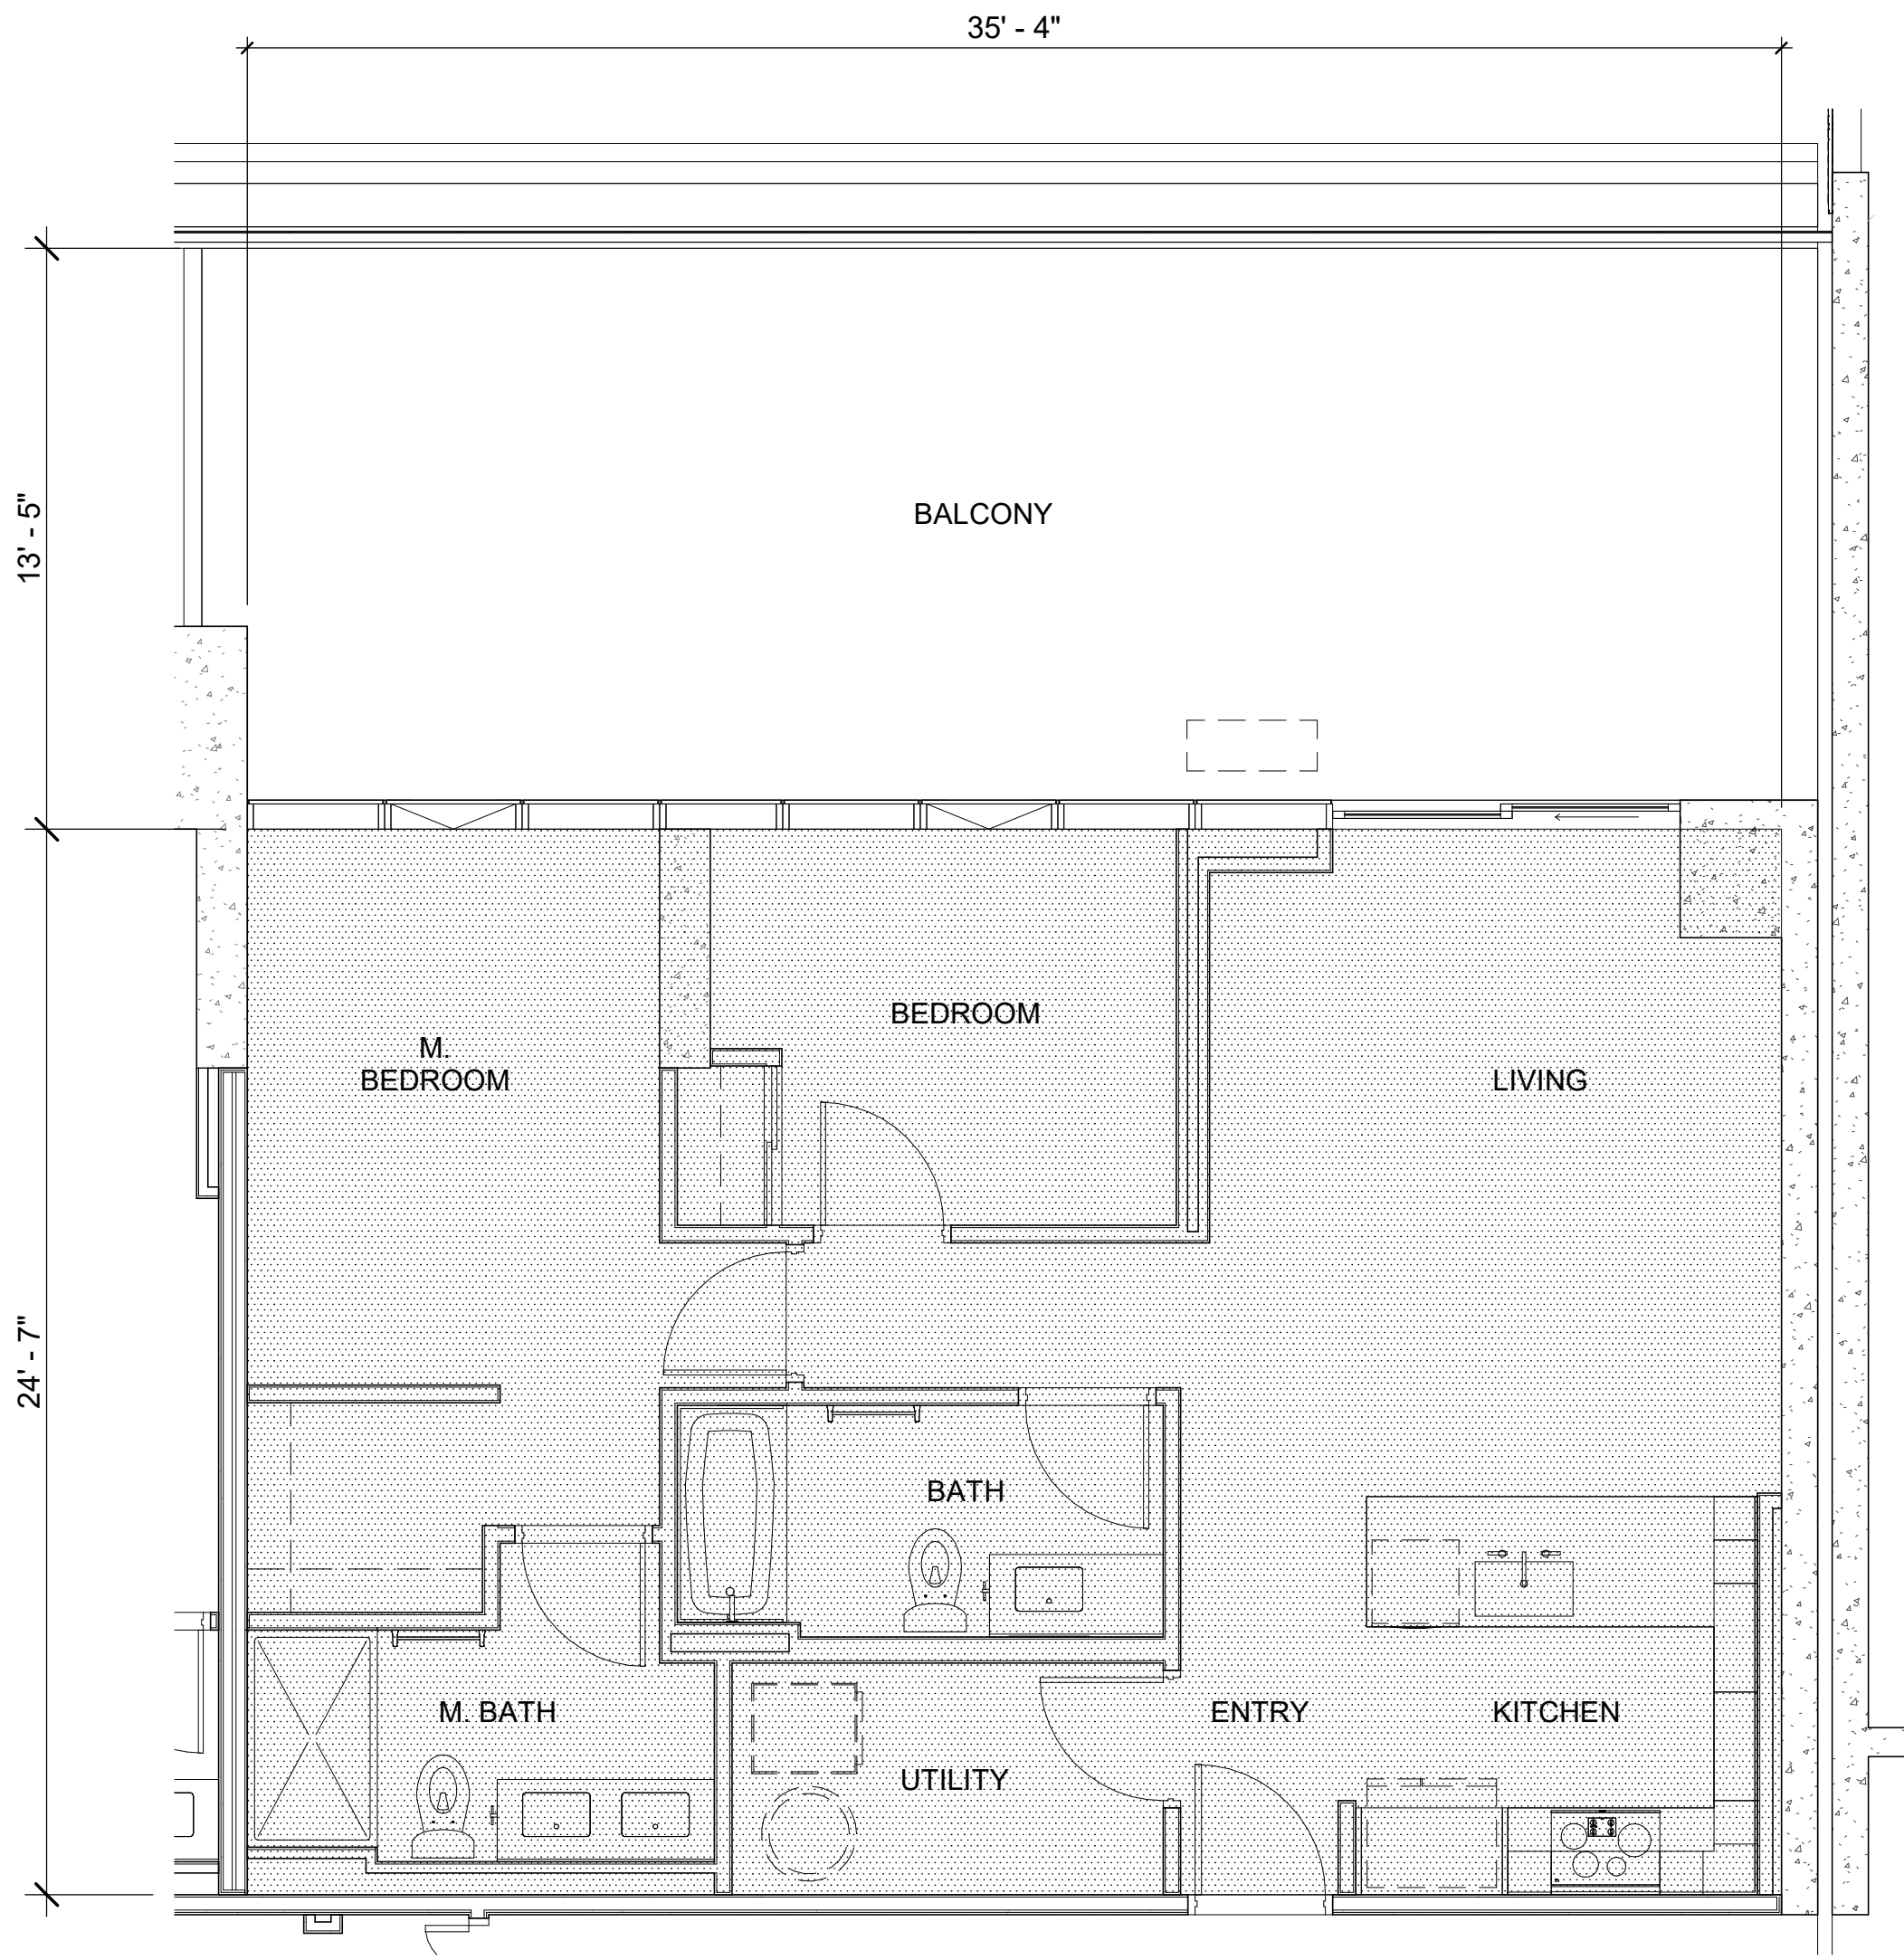 35' - 4"
13' - 5"
BALCONY
BEDROOM
M.
BEDROOM
LIVING
24' - 7"
BATH
M. BATH
ENTRY
KITCHEN
UTILITY